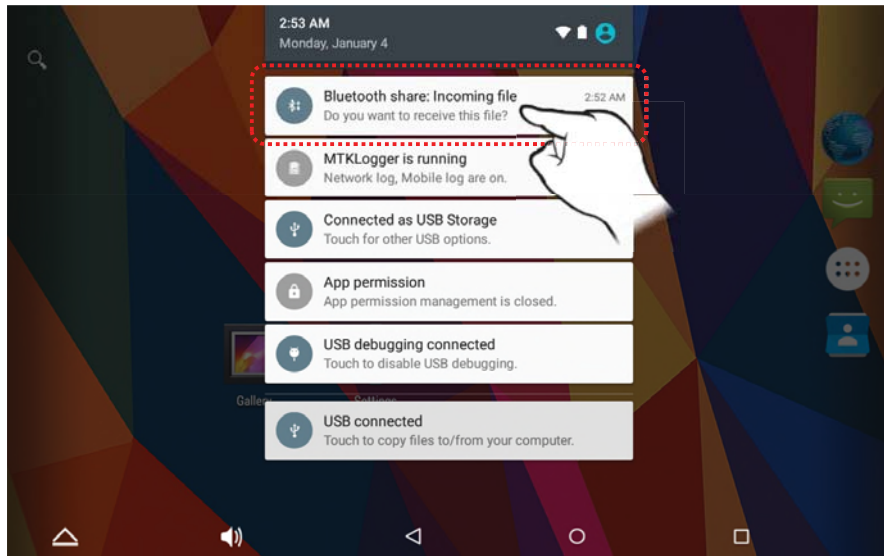 2:53 AM
Monday, January 4
Bluetooth share: Incoming file 2:52 AM
Do you want to receive this file?
MTKLogger is running
Network log, Mobile log are on.
Connected as USB Storage
Touch for other USB options.
App permission
App permission management is closed.
USB debugging connected
Touch to disable USB debugging.
Gallery Settings
USB connected
Touch to copy files to/from your computer.